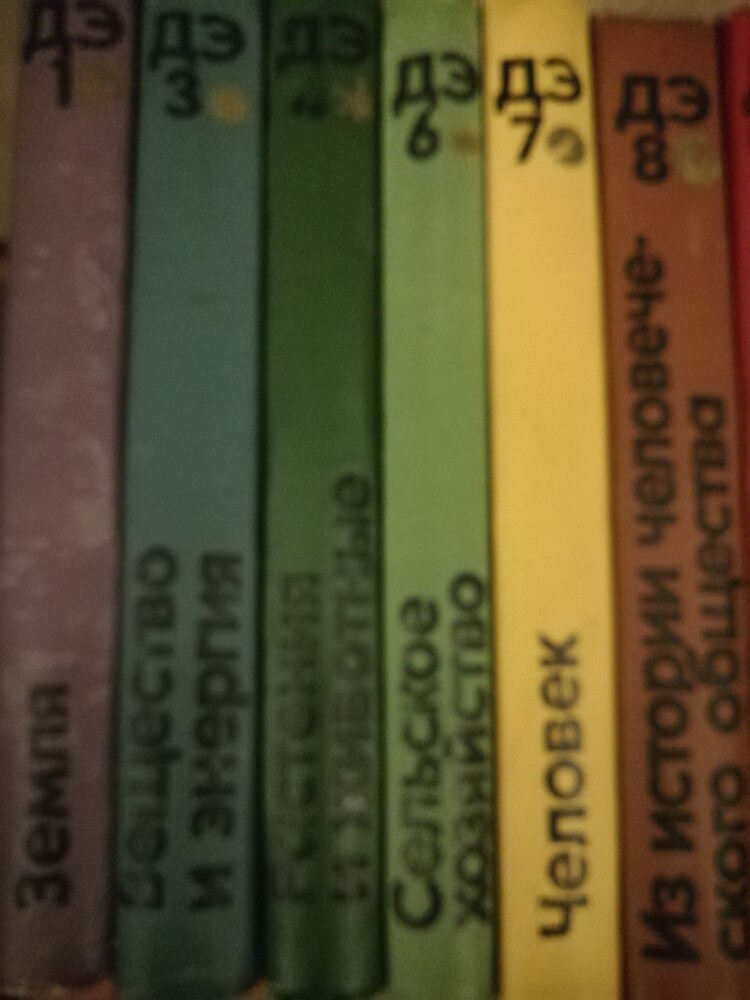 ДЭ
1
Земля
ДЭ
3
Вещество
и энергия
ДЭ
4
Растения
и животные
ДЭ
6
Сельское
хозяйство
ДЭ
7
Человек
ДЭ
8
Из истории человече-
ского общества